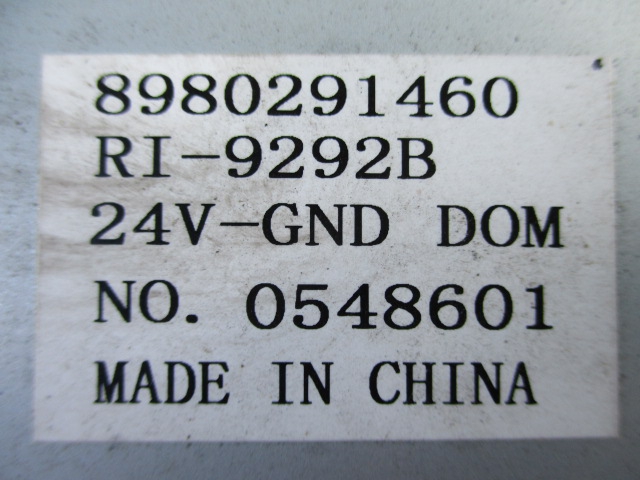 8980291460
RI-9292B
24V-GND DOM
NO. 0548601
MADE IN CHINA